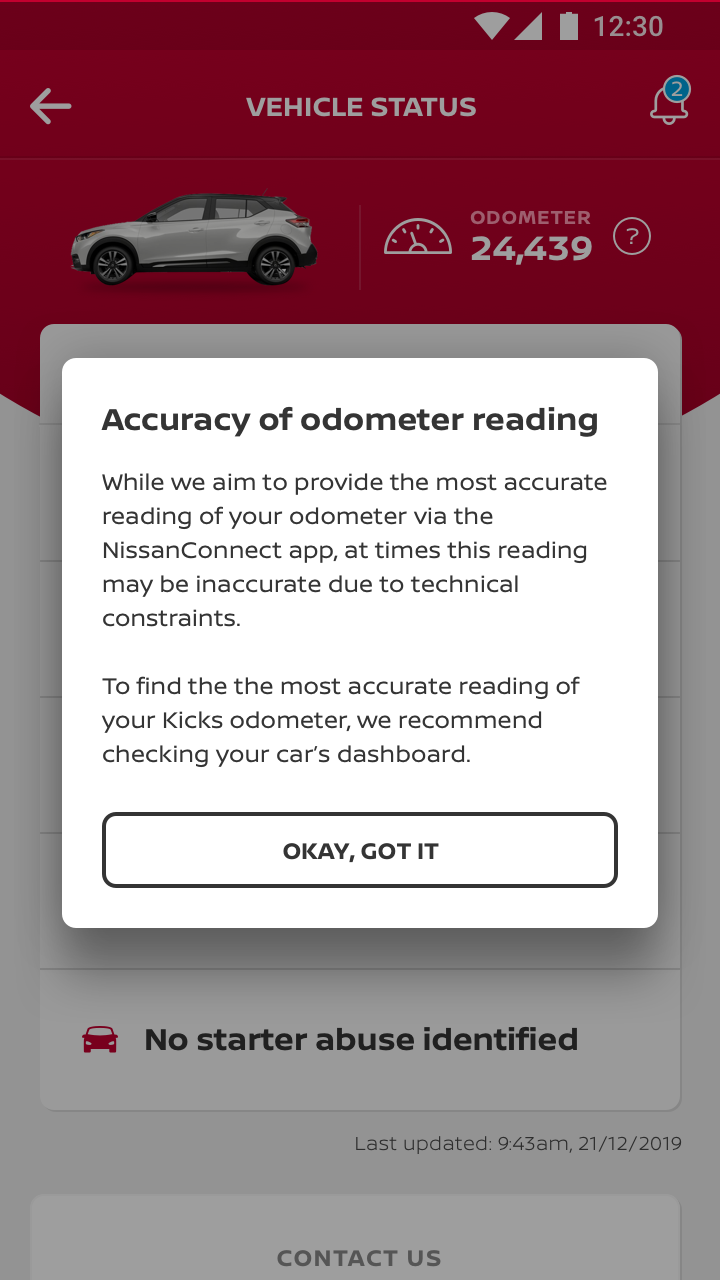 12:30
VEHICLE STATUS
2
ODOMETER
24,439
?
Accuracy of odometer reading
While we aim to provide the most accurate
reading of your odometer via the
NissanConnect app, at times this reading
may be inaccurate due to technical
constraints.
To find the the most accurate reading of
your Kicks odometer, we recommend
checking your car’s dashboard.
OKAY, GOT IT
No starter abuse identified
Last updated: 9:43am, 21/12/2019
CONTACT US